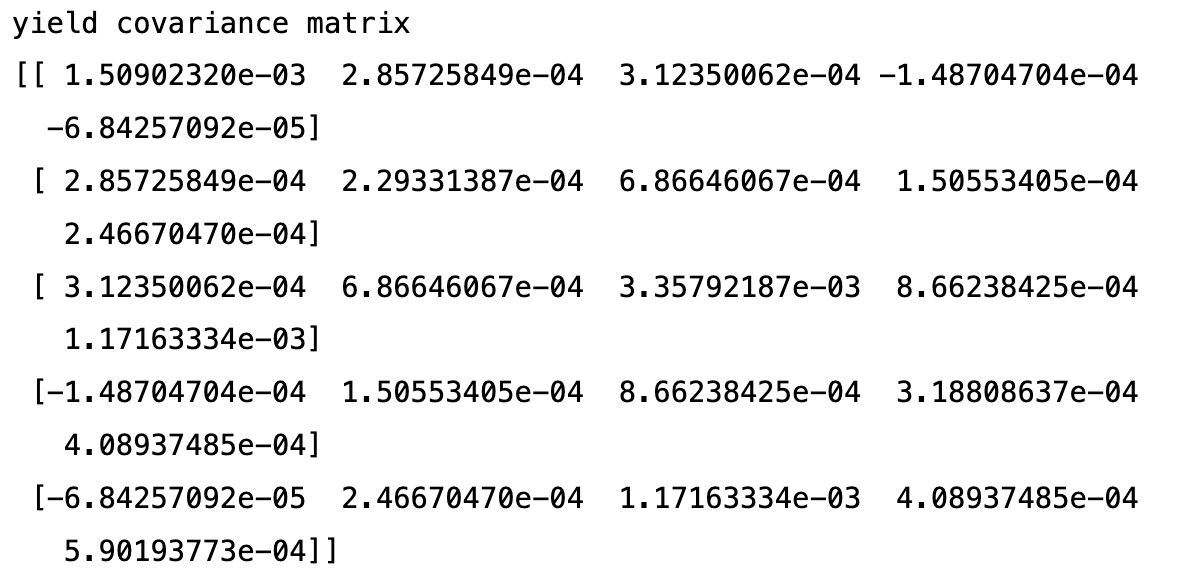 yield covariance matrix
[[ 1.50902320e-03  2.85725849e-04  3.12350062e-04 -1.48704704e-04
  -6.84257092e-05]
 [ 2.85725849e-04  2.29331387e-04  6.86646067e-04  1.50553405e-04
   2.46670470e-04]
 [ 3.12350062e-04  6.86646067e-04  3.35792187e-03  8.66238425e-04
   1.17163334e-03]
 [-1.48704704e-04  1.50553405e-04  8.66238425e-04  3.18808637e-04
   4.08937485e-04]
 [-6.84257092e-05  2.46670470e-04  1.17163334e-03  4.08937485e-04
   5.90193773e-04]]